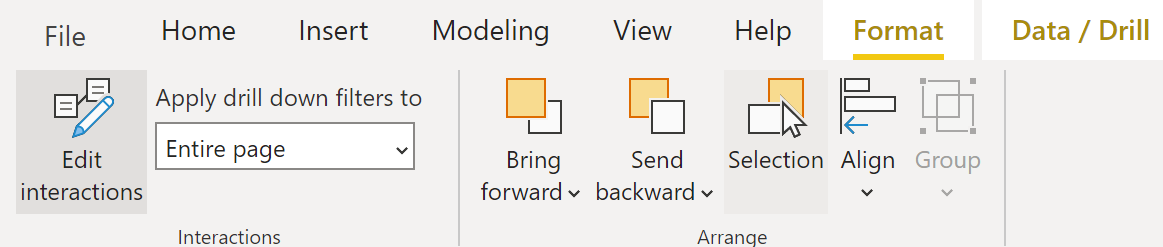 File Home Insert Modeling View Help Format Data / Drill
Edit interactions
Apply drill down filters to
Entire page
Interactions
Bring forward
Send backward
Selection
Align
Group
Arrange